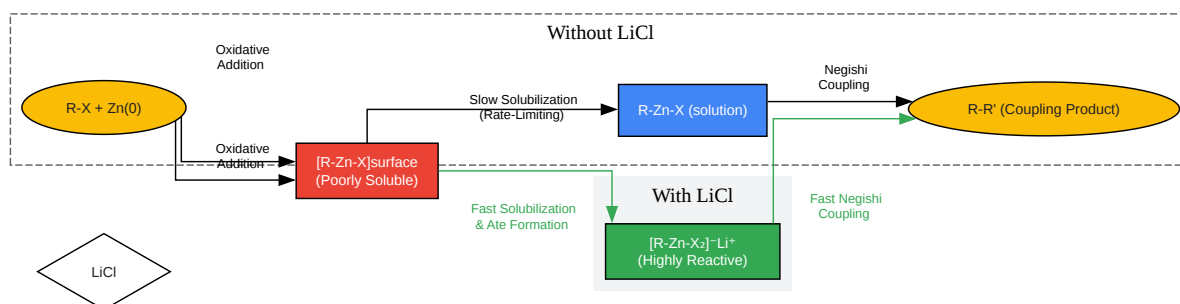 Without LiCl
Oxidative
Addition
R-X + Zn(0)
Oxidative
Addition
[R-Zn-X]surface
(Poorly Soluble)
Slow Solubilization
(Rate-Limiting)
R-Zn-X (solution)
Negishi
Coupling
R-R' (Coupling Product)
Fast Solubilization
& Ate Formation
With LiCl
[R-Zn-X₂]⁻Li⁺
(Highly Reactive)
Fast Negishi
Coupling
LiCl